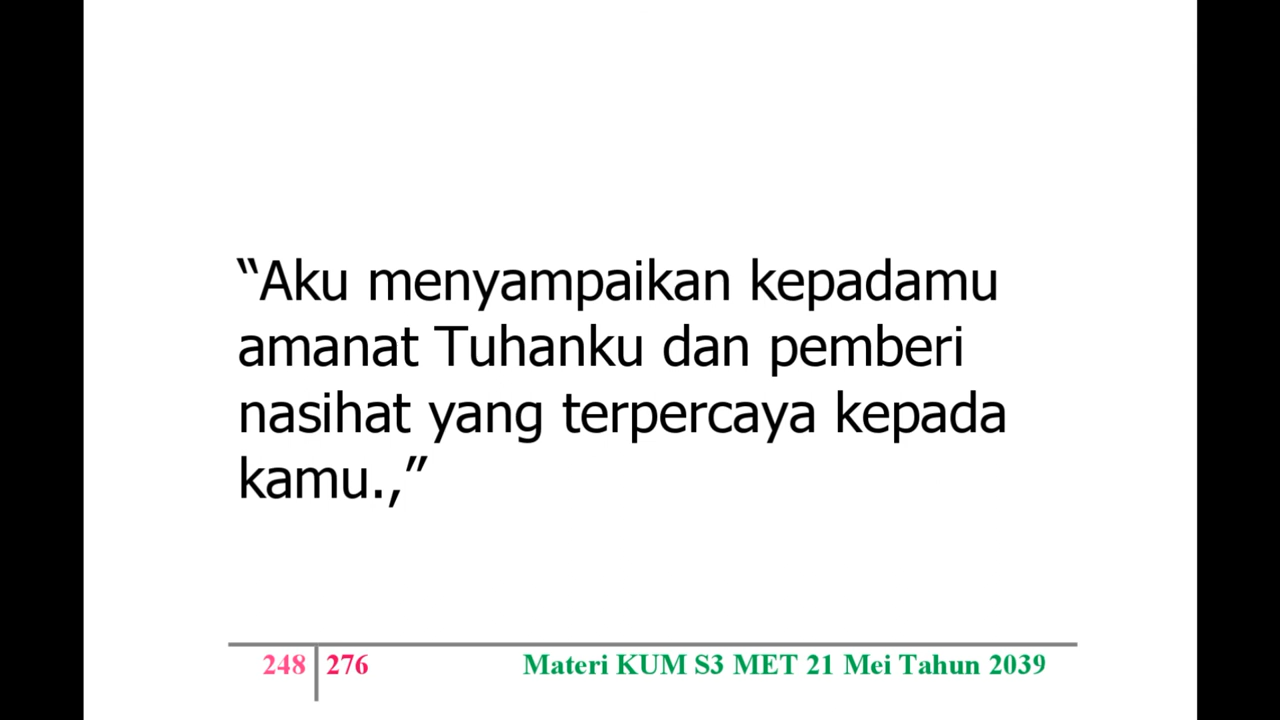 “Aku menyampaikan kepadamu
amanat Tuhanku dan pemberi
nasihat yang terpercaya kepada
kamu.,”
248 276 Materi KUM S3 MET 21 Mei Tahun 2039